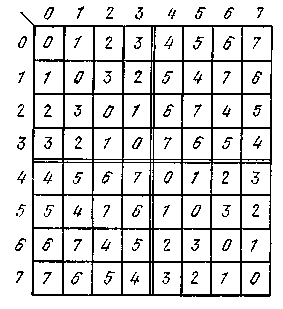 0 1 2 3 4 5 6 7
0 0 1 2 3 4 5 6 7
1 1 0 3 2 5 4 7 6
2 2 3 0 1 6 7 4 5
3 3 2 1 0 7 6 5 4
4 4 5 6 7 0 1 2 3
5 5 4 7 6 1 0 3 2
6 6 7 4 5 2 3 0 1
7 7 6 5 4 3 2 1 0